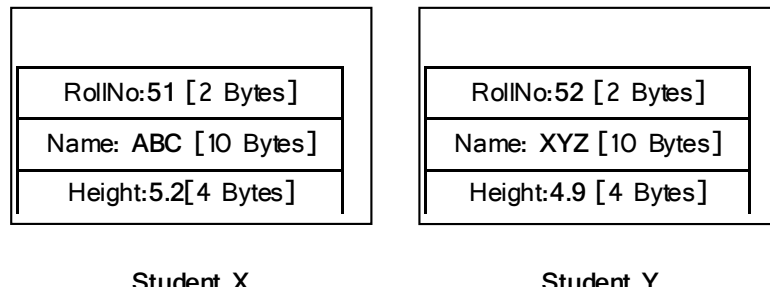 RollNo:51 [2 Bytes]
Name: ABC [10 Bytes]
Height:5.2[4 Bytes]
Student X
RollNo:52 [2 Bytes]
Name: XYZ [10 Bytes]
Height:4.9 [4 Bytes]
Student Y